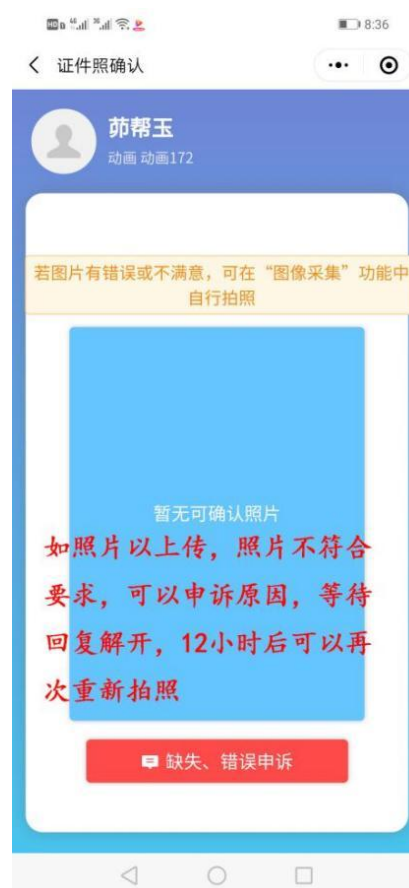 8:36
证件照确认
茆帮玉
动画 动画172
若图片有错误或不满意，可在“图像采集”功能中
自行拍照
暂无可确认照片
如照片以上传，照片不符合
要求，可以申诉原因，等待
回复解开，12小时后可以再
次重新拍照
缺失、错误申诉